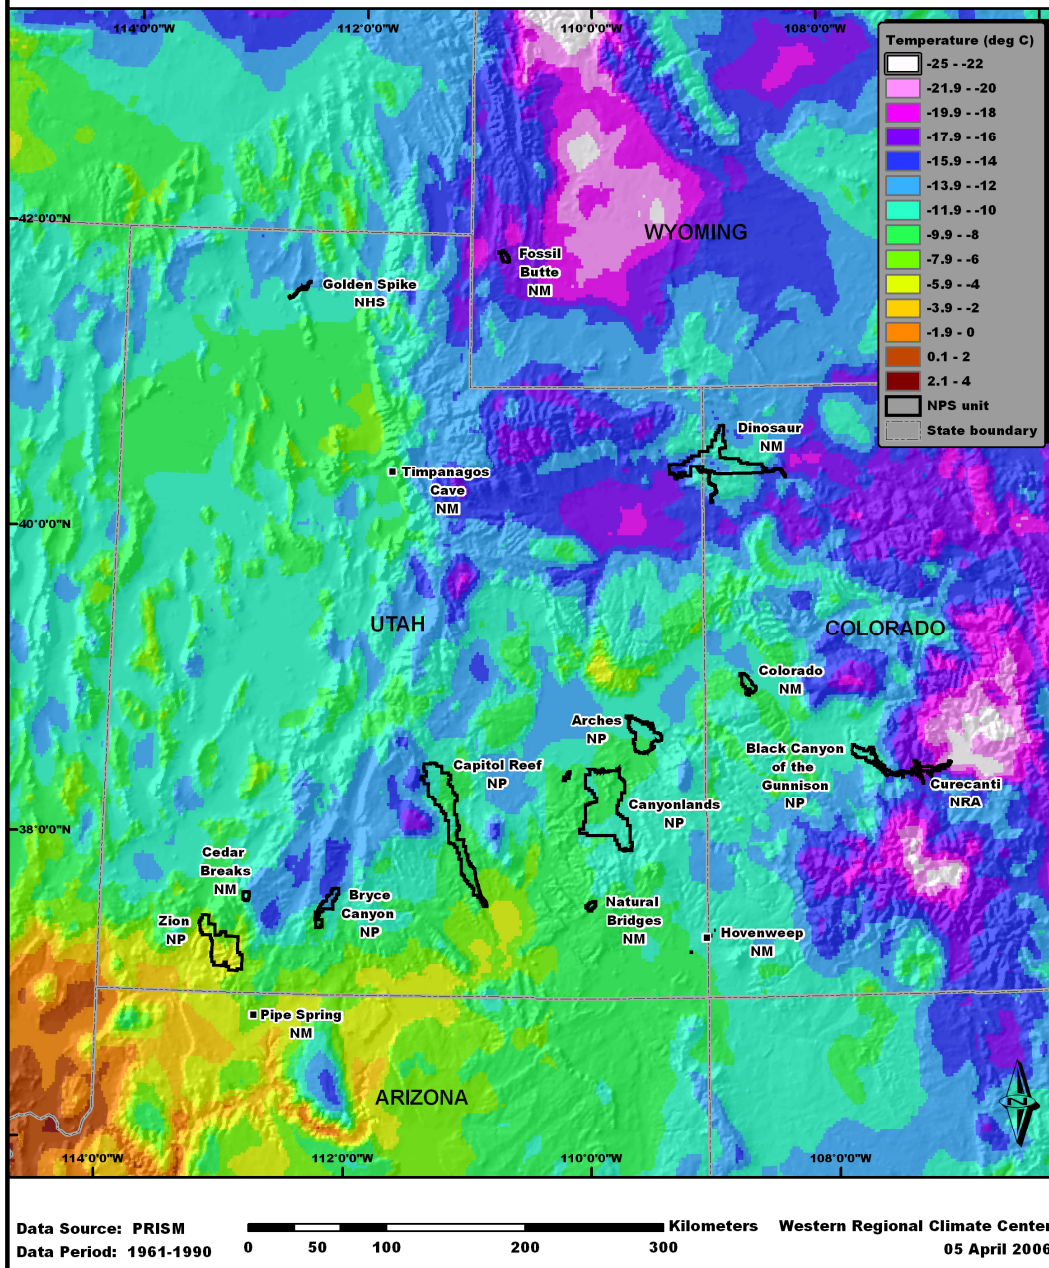 114°0'0"W 112°0'0"W 110°0'0"W 108°0'0"W
Temperature (deg C)
-25 - -22
-21.9 - -20
-19.9 - -18
-17.9 - -16
-15.9 - -14
-13.9 - -12
-11.9 - -10
-9.9 - -8
-7.9 - -6
-5.9 - -4
-3.9 - -2
-1.9 - 0
0.1 - 2
2.1 - 4
NPS unit
State boundary
42°0'0"N
WYOMING
Fossil
Butte
NM
Golden Spike
NHS
Dinosaur
NM
Timpanagos
Cave
NM
40°0'0"N
UTAH
COLORADO
Colorado
NM
Arches
NP
Black Canyon
of the
Gunnison
NP
Capitol Reef
NP
Curecanti
NRA
Canyonlands
NP
38°0'0"N
Cedar
Breaks
NM
Bryce
Canyon
NP
Zion
NP
Natural
Bridges
NM
Hovenweep
NM
Pipe Spring
NM
ARIZONA
N
114°0'0"W 112°0'0"W 110°0'0"W 108°0'0"W
Data Source: PRISM
Data Period: 1961-1990
Kilometers
0 50 100 200 300
Western Regional Climate Center
05 April 2006